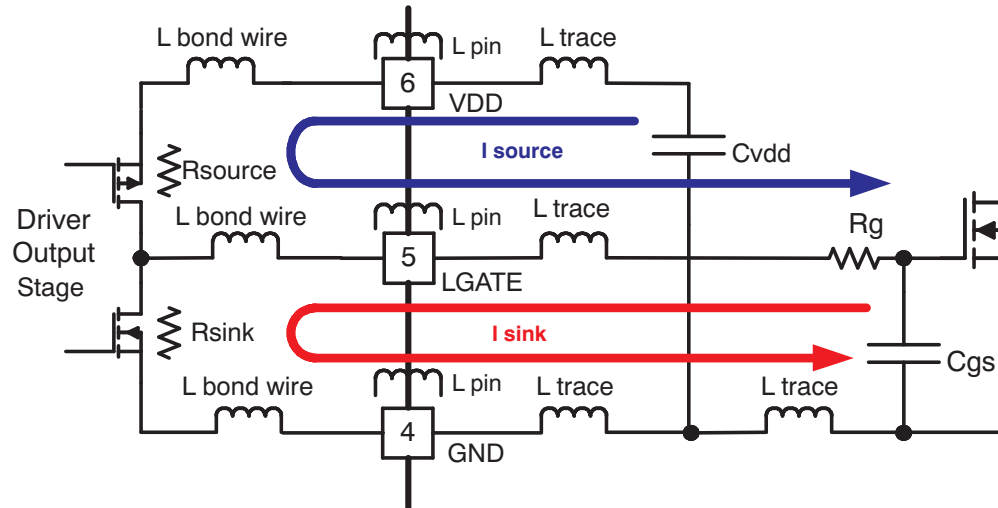 L bond wire
L pin
L trace
6
VDD
I source
Cvdd
Rsource
L bond wire
L pin
L trace
Rg
Driver
Output
Stage
5
LGATE
Rsink
I sink
Cgs
L bond wire
L pin
L trace
L trace
4
GND